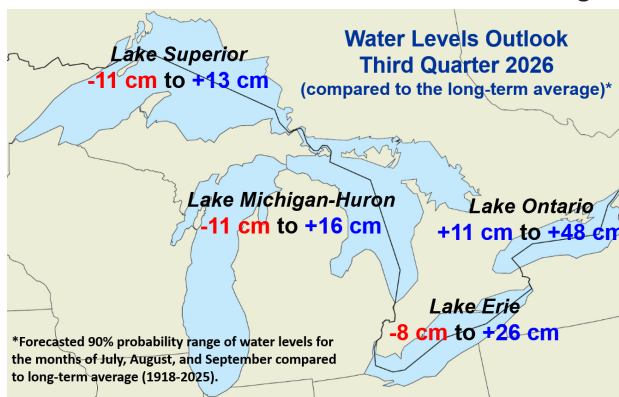 Water Levels Outlook
Third Quarter 2026
(compared to the long-term average)*
Lake Superior
-11 cm to +13 cm
Lake Michigan-Huron
-11 cm to +16 cm
Lake Ontario
+11 cm to +48 cm
Lake Erie
-8 cm to +26 cm
*Forecasted 90% probability range of water levels for
the months of July, August, and September compared
to long-term average (1918-2025).